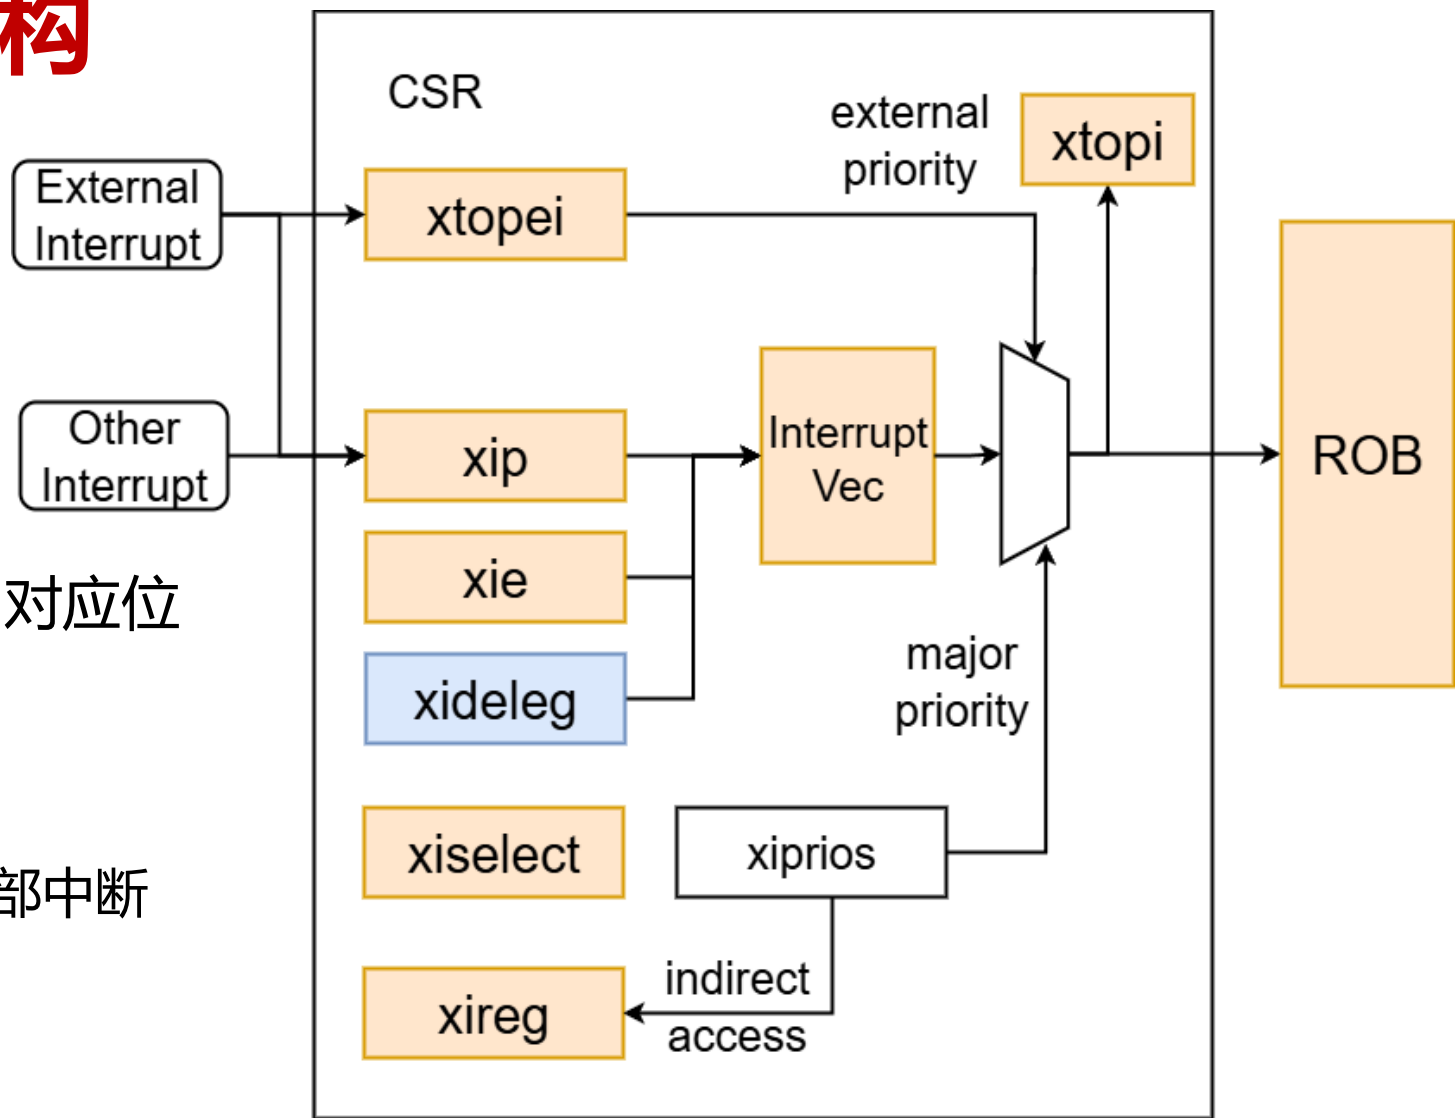 构
CSR
external
priority
xtopi
External
Interrupt
xtopei
Other
Interrupt
xip
Interrupt
Vec
ROB
xie
对应位
xideleg
major
priority
xiselect
xiprios
部中断
xireg
indirect
access